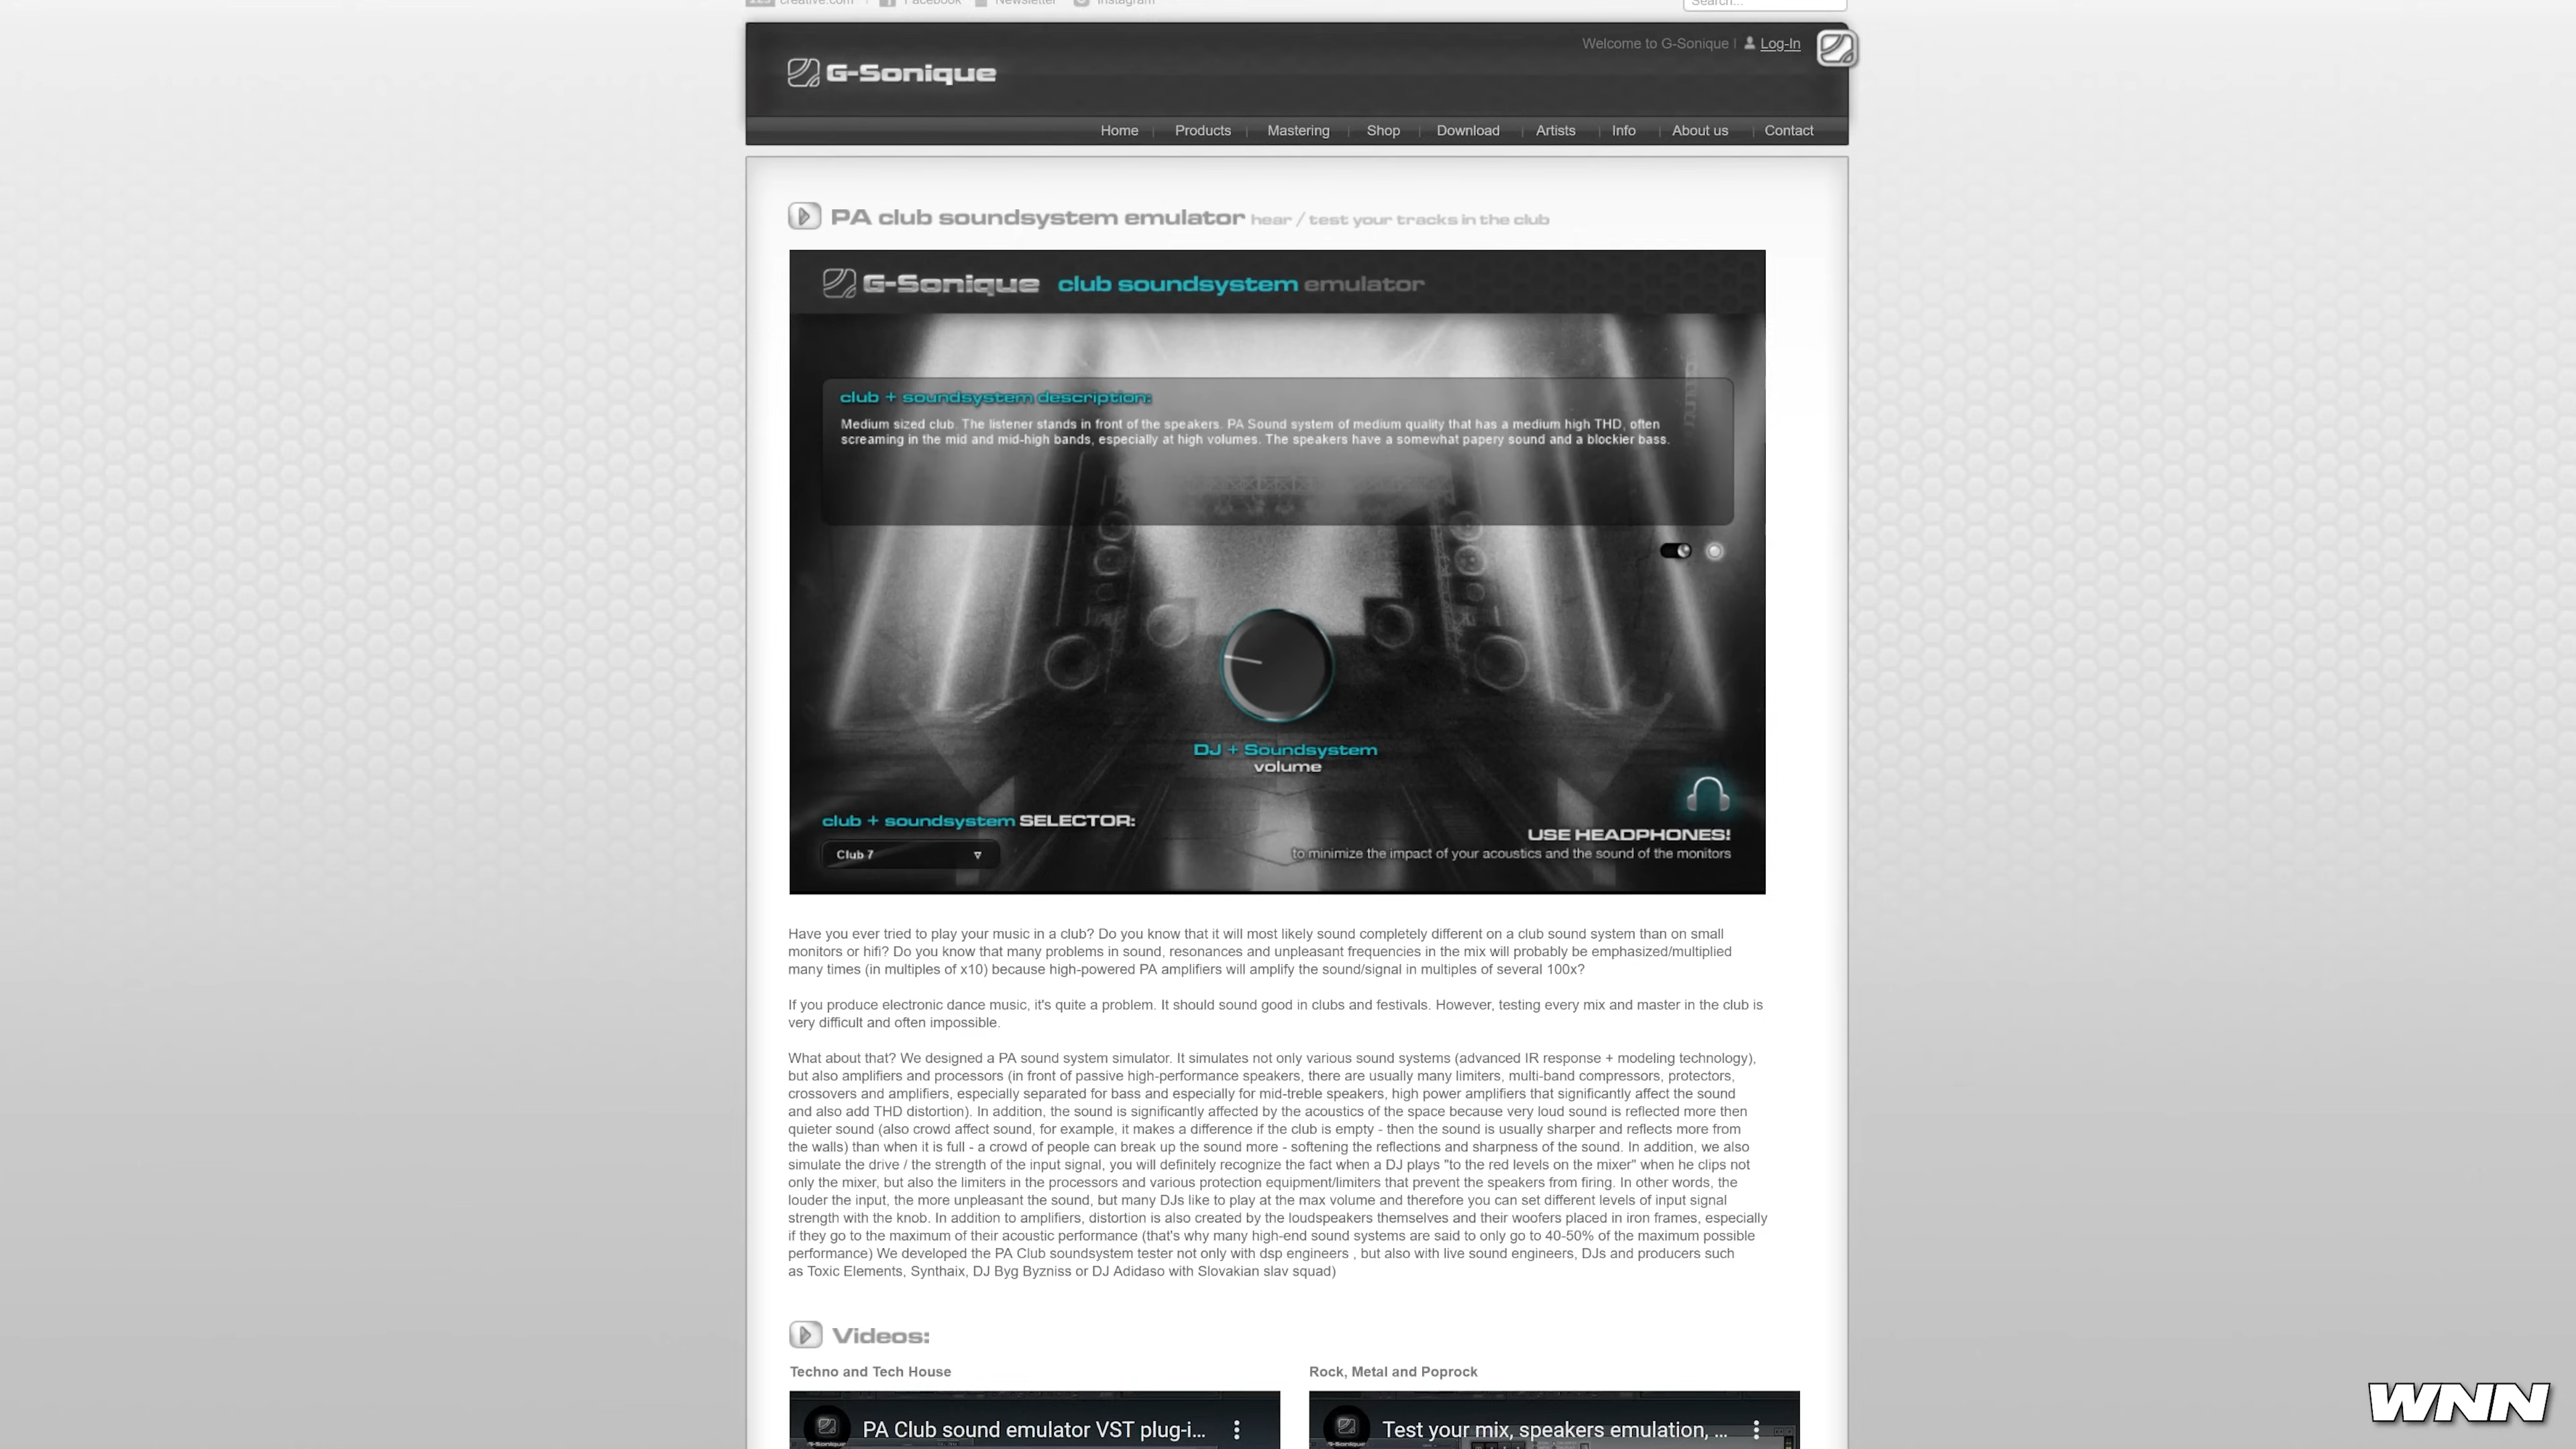 creative.com Facebook Newsletter Instagram Search...
Welcome to G-Sonique Log-In
G-Sonique
Home Products Mastering Shop Download Artists Info About us Contact
PA club soundsystem emulator hear / test your tracks in the club
G-Sonique club soundsystem emulator
club + soundsystem description:
Medium sized club. The listener stands in front of the speakers. PA Sound system of medium quality that has a medium high THD, often
screaming in the mid and mid-high bands, especially at high volumes. The speakers have a somewhat papery sound and a blockier bass.
DJ + Soundsystem
volume
club + soundsystem SELECTOR:
Club 7
USE HEADPHONES!
to minimize the impact of your acoustics and the sound of the monitors
Have you ever tried to play your music in a club? Do you know that it will most likely sound completely different on a club sound system than on small
monitors or hifi? Do you know that many problems in sound, resonances and unpleasant frequencies in the mix will probably be emphasized/multiplied
many times (in multiples of x10) because high-powered PA amplifiers will amplify the sound/signal in multiples of several 100x?
If you produce electronic dance music, it's quite a problem. It should sound good in clubs and festivals. However, testing every mix and master in the club is
very difficult and often impossible.
What about that? We designed a PA sound system simulator. It simulates not only various sound systems (advanced IR response + modeling technology),
but also amplifiers and processors (in front of passive high-performance speakers, there are usually many limiters, multi-band compressors, protectors,
crossovers and amplifiers, especially separated for bass and especially for mid-treble speakers, high power amplifiers that significantly affect the sound
and also add THD distortion). In addition, the sound is significantly affected by the acoustics of the space because very loud sound is reflected more then
quieter sound (also crowd affect sound, for example, it makes a difference if the club is empty - then the sound is usually sharper and reflects more from
the walls) than when it is full - a crowd of people can break up the sound more - softening the reflections and sharpness of the sound. In addition, we also
simulate the drive / the strength of the input signal, you will definitely recognize the fact when a DJ plays "to the red levels on the mixer" when he clips not
only the mixer, but also the limiters in the processors and various protection equipment/limiters that prevent the speakers from firing. In other words, the
louder the input, the more unpleasant the sound, but many DJs like to play at the max volume and therefore you can set different levels of input signal
strength with the knob. In addition to amplifiers, distortion is also created by the loudspeakers themselves and their woofers placed in iron frames, especially
if they go to the maximum of their acoustic performance (that's why many high-end sound systems are said to only go to 40-50% of the maximum possible
performance) We developed the PA Club soundsystem tester not only with dsp engineers , but also with live sound engineers, DJs and producers such
as Toxic Elements, Synthaix, DJ Byg Byzniss or DJ Adidaso with Slovakian slav squad)
Videos:
Techno and Tech House
Rock, Metal and Poprock
PA Club sound emulator VST plug-i...
Test your mix, speakers emulation, ...
WNN